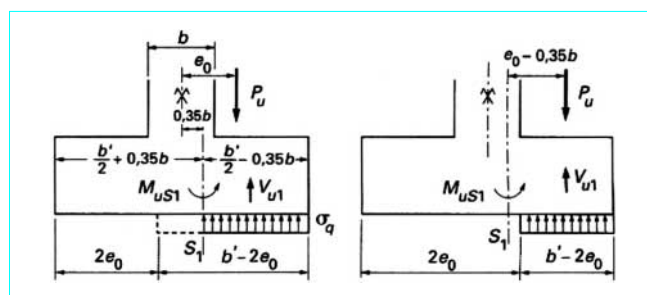 b
e₀
Pᵤ
0,35b
b'/2 + 0,35b
b'/2 − 0,35b
MᵤS1
Vᵤ1
σq
S₁
2e₀
b' − 2e₀
e₀ − 0,35b
Pᵤ
MᵤS1
Vᵤ1
S₁
2e₀
b' − 2e₀